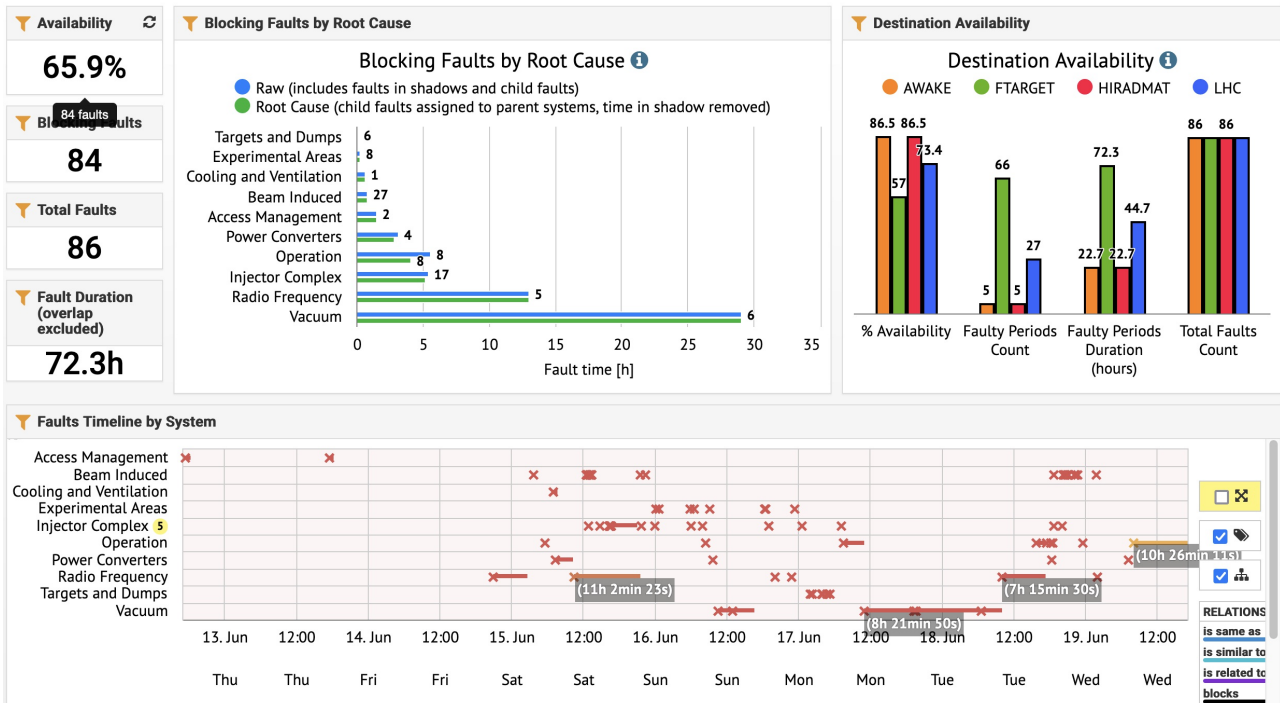 Availability
65.9%
84 faults
Blocking Faults
84
Total Faults
86
Fault Duration
(overlap
excluded)
72.3h
Blocking Faults by Root Cause
Blocking Faults by Root Cause
Raw (includes faults in shadows and child faults)
Root Cause (child faults assigned to parent systems, time in shadow removed)
Targets and Dumps 6
Experimental Areas 8
Cooling and Ventilation 1
Beam Induced 27
Access Management 2
Power Converters 4
Operation 8
8
Injector Complex 17
Radio Frequency 5
Vacuum 6
0 5 10 15 20 25 30 35
Fault time [h]
Destination Availability
Destination Availability
AWAKE FTARGET HIRADMAT LHC
86.5 57 86.5 73.4
5 66 5 27
22.7 72.3 22.7 44.7
86 86
% Availability
Faulty Periods
Count
Faulty Periods
Duration
(hours)
Total Faults
Count
Faults Timeline by System
Access Management
Beam Induced
Cooling and Ventilation
Experimental Areas
Injector Complex 5
Operation
Power Converters
Radio Frequency
Targets and Dumps
Vacuum
(10h 26min 11s)
(11h 2min 23s)
(7h 15min 30s)
(8h 21min 50s)
13. Jun 12:00 14. Jun 12:00 15. Jun 12:00 16. Jun 12:00 17. Jun 12:00 18. Jun 12:00 19. Jun 12:00
Thu Thu Fri Fri Sat Sat Sun Sun Mon Mon Tue Tue Wed Wed
RELATIONS
is same as
is similar to
is related to
blocks